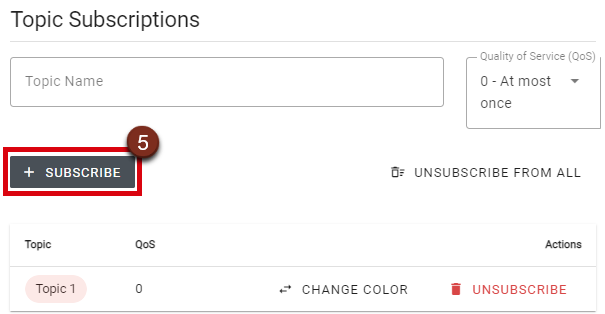 Topic Subscriptions
Quality of Service (QoS)
Topic Name
0 - At most
once
5
+ SUBSCRIBE
UNSUBSCRIBE FROM ALL
Topic QoS Actions
Topic 1 0 CHANGE COLOR UNSUBSCRIBE